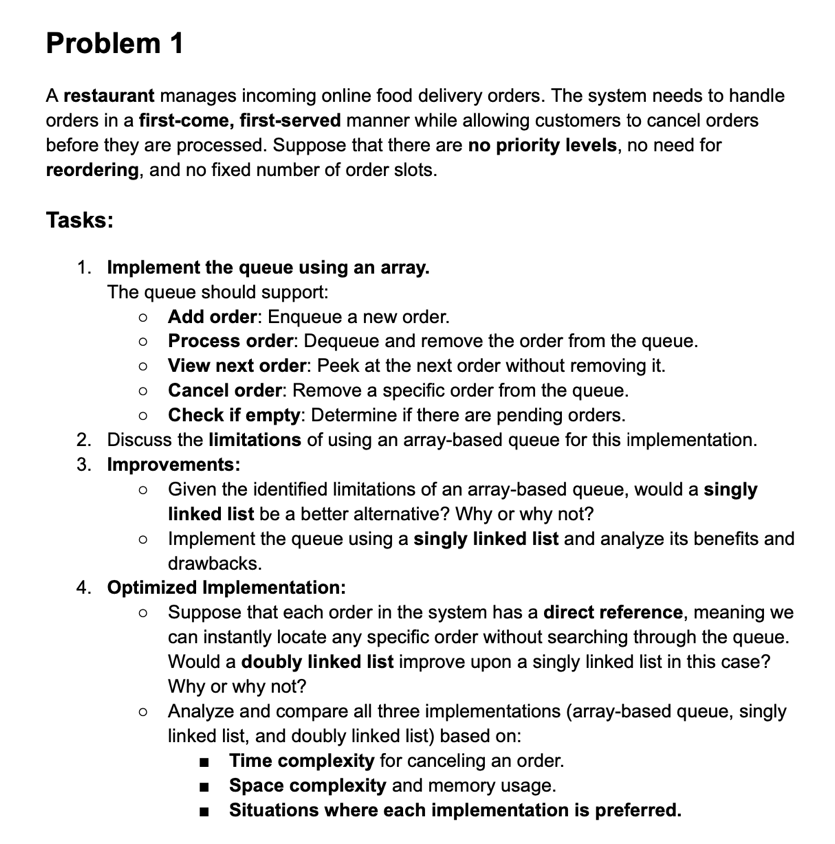 Problem 1
A restaurant manages incoming online food delivery orders. The system needs to handle
orders in a first-come, first-served manner while allowing customers to cancel orders
before they are processed. Suppose that there are no priority levels, no need for
reordering, and no fixed number of order slots.
Tasks:
1. Implement the queue using an array.
The queue should support:
○ Add order: Enqueue a new order.
○ Process order: Dequeue and remove the order from the queue.
○ View next order: Peek at the next order without removing it.
○ Cancel order: Remove a specific order from the queue.
○ Check if empty: Determine if there are pending orders.
2. Discuss the limitations of using an array-based queue for this implementation.
3. Improvements:
○ Given the identified limitations of an array-based queue, would a singly
linked list be a better alternative? Why or why not?
○ Implement the queue using a singly linked list and analyze its benefits and
drawbacks.
4. Optimized Implementation:
○ Suppose that each order in the system has a direct reference, meaning we
can instantly locate any specific order without searching through the queue.
Would a doubly linked list improve upon a singly linked list in this case?
Why or why not?
○ Analyze and compare all three implementations (array-based queue, singly
linked list, and doubly linked list) based on:
■ Time complexity for canceling an order.
■ Space complexity and memory usage.
■ Situations where each implementation is preferred.